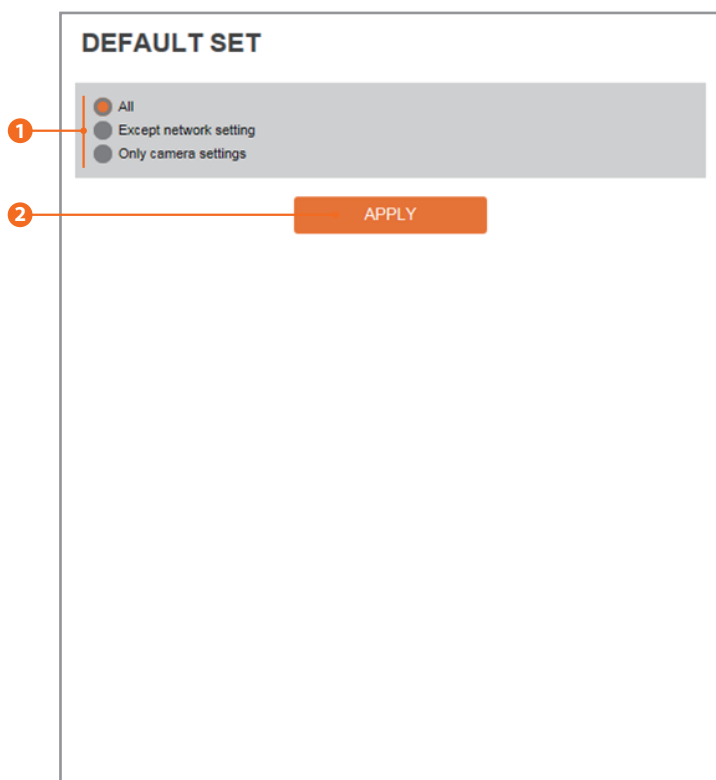 DEFAULT SET
All
1
Except network setting
Only camera settings
2
APPLY